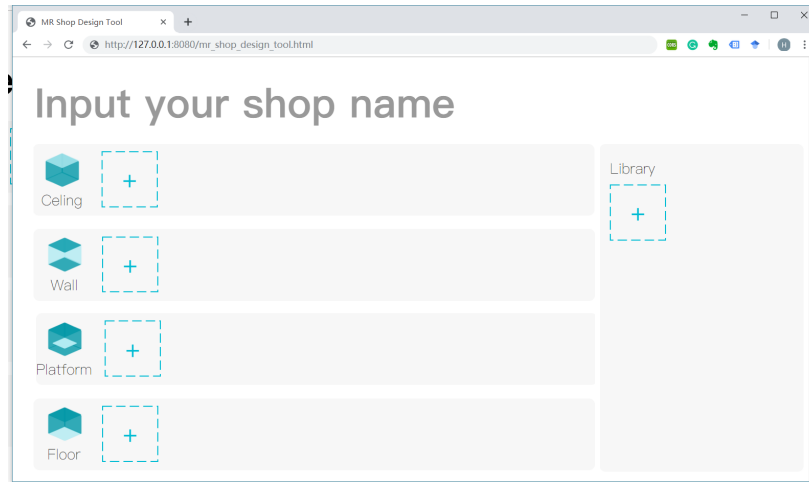 MR Shop Design Tool
http://127.0.0.1:8080/mr_shop_design_tool.html
H
Input your shop name
Celing
Library
Wall
Platform
Floor